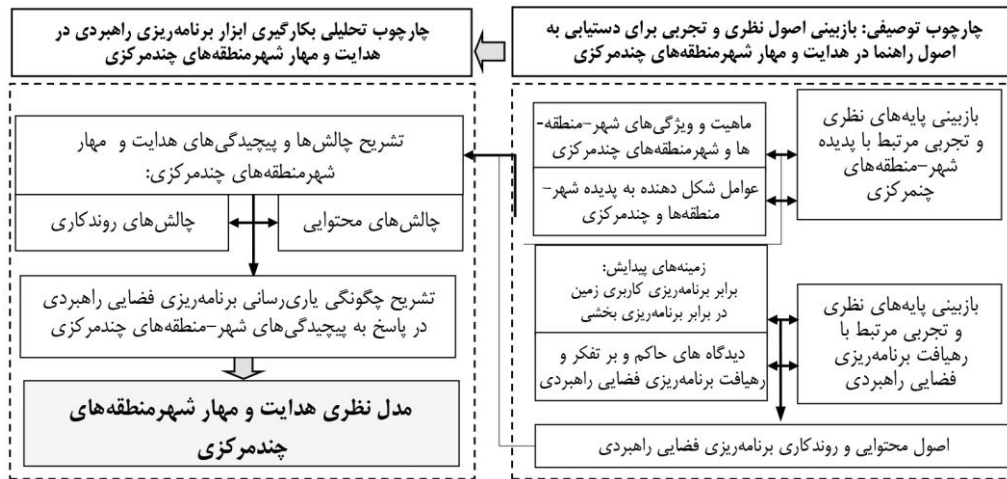 چارچوب توصیفی: بازبینی اصول نظری و تجربی برای دستیابی به
اصول راهنما در هدایت و مهار شهرمنطقه‌های چندمرکزی
چارچوب تحلیلی بکارگیری ابزار برنامه‌ریزی راهبردی در
هدایت و مهار شهرمنطقه‌های چندمرکزی
بازبینی پایه‌های نظری
و تجربی مرتبط با پدیده
شهر-منطقه‌های
چنمرکزی
ماهیت و ویژگی‌های شهر-منطقه-
ها و شهرمنطقه‌های چندمرکزی
عوامل شکل دهنده به پدیده شهر-
منطقه‌ها و چندمرکزی
بازبینی پایه‌های نظری
و تجربی مرتبط با
رهیافت برنامه‌ریزی
فضایی راهبردی
زمینه‌های پیدایش:
برابر برنامه‌ریزی کاربری زمین
در برابر برنامه‌ریزی بخشی
دیدگاه های حاکم و بر تفکر و
رهیافت برنامه‌ریزی فضایی راهبردی
اصول محتوایی و روندکاری برنامه‌ریزی فضایی راهبردی
تشریح چالش‌ها و پیچیدگی‌های هدایت و مهار
شهرمنطقه‌های چندمرکزی:
چالش‌های محتوایی
چالش‌های روندکاری
تشریح چگونگی یاری‌رسانی برنامه‌ریزی فضایی راهبردی
در پاسخ به پیچیدگی‌های شهر-منطقه‌های چندمرکزی
مدل نظری هدایت و مهار شهرمنطقه‌های
چندمرکزی